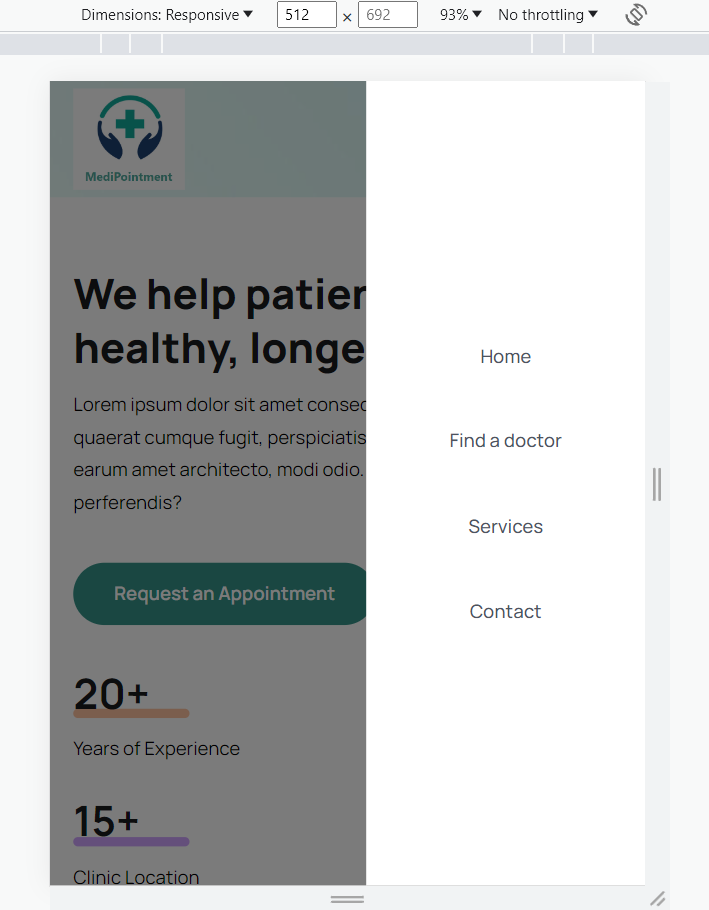 Dimensions: Responsive 512 × 692 93% No throttling
MediPointment
We help patien
healthy, longe
Lorem ipsum dolor sit amet consec
quaerat cumque fugit, perspiciatis
earum amet architecto, modi odio.
perferendis?
Request an Appointment
20+
Years of Experience
15+
Clinic Location
Home
Find a doctor
Services
Contact